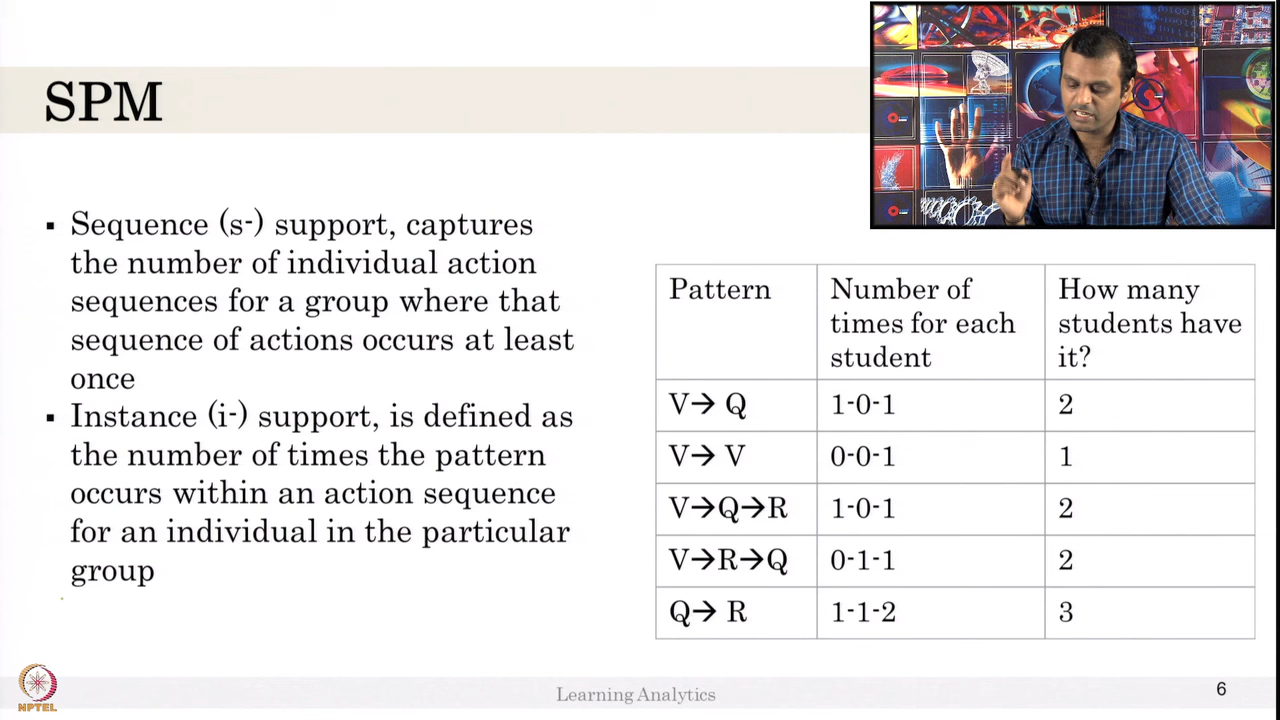 SPM
▪ Sequence (s-) support, captures
the number of individual action
sequences for a group where that
sequence of actions occurs at least
once
▪ Instance (i-) support, is defined as
the number of times the pattern
occurs within an action sequence
for an individual in the particular
group
Pattern
Number of
times for each
student
How many
students have
it?
V→ Q
1-0-1
2
V→ V
0-0-1
1
V→Q→R
1-0-1
2
V→R→Q
0-1-1
2
Q→ R
1-1-2
3
NPTEL
Learning Analytics
6